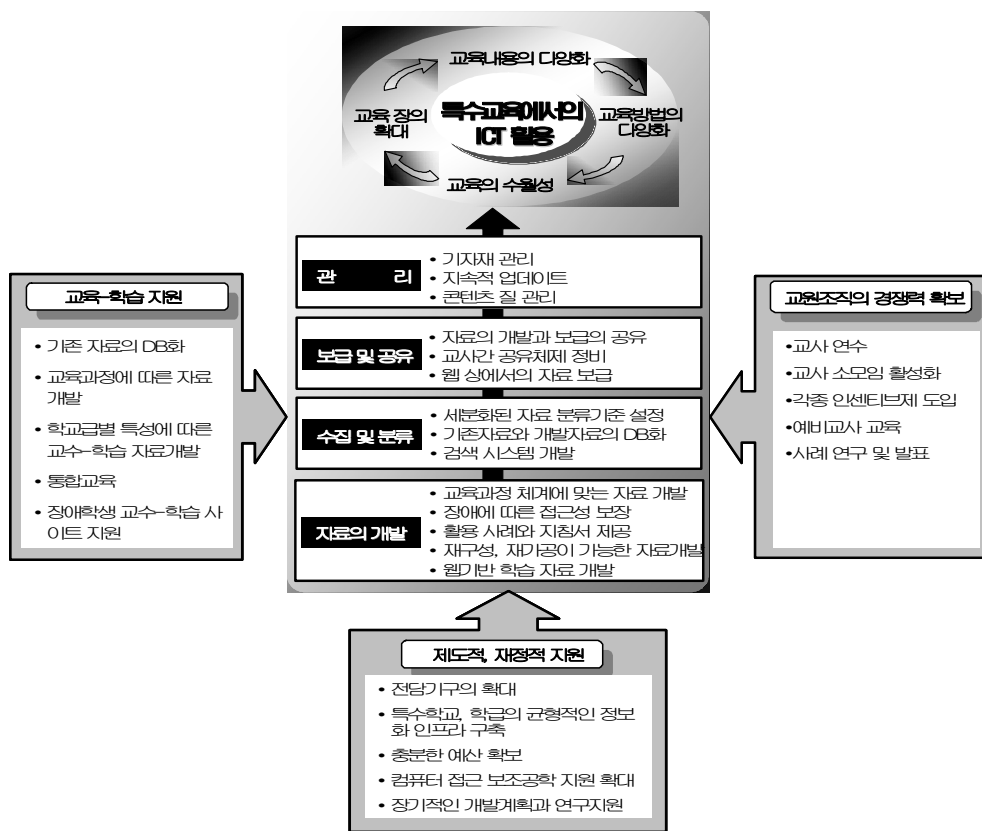 교육내용의 다양화
교육 장의
확대
특수교육에서의
ICT 활용
교육방법의
다양화
교육의 수월성
관 리
• 기자재 관리
• 지속적 업데이트
• 콘텐츠 질 관리
보급 및 공유
• 자료의 개발과 보급의 공유
• 교사간 공유체제 정비
• 웹 상에서의 자료 보급
수집 및 분류
• 세분화된 자료 분류기준 설정
• 기존자료와 개발자료의 DB화
• 검색 시스템 개발
자료의 개발
• 교육과정 체계에 맞는 자료 개발
• 장애에 따른 접근성 보장
• 활용 사례와 지침서 제공
• 재구성, 재가공이 가능한 자료개발
• 웹기반 학습 자료 개발
교육-학습 지원
• 기존 자료의 DB화
• 교육과정에 따른 자료
개발
• 학교급별 특성에 따른
교수-학습 자료개발
• 통합교육
• 장애학생 교수-학습 사
이트 지원
교원조직의 경쟁력 확보
•교사 연수
•교사 소모임 활성화
•각종 인센티브제 도입
•예비교사 교육
•사례 연구 및 발표
제도적, 재정적 지원
• 전담기구의 확대
• 특수학교, 학급의 균형적인 정보
화 인프라 구축
• 충분한 예산 확보
• 컴퓨터 접근 보조공학 지원 확대
• 장기적인 개발계획과 연구지원